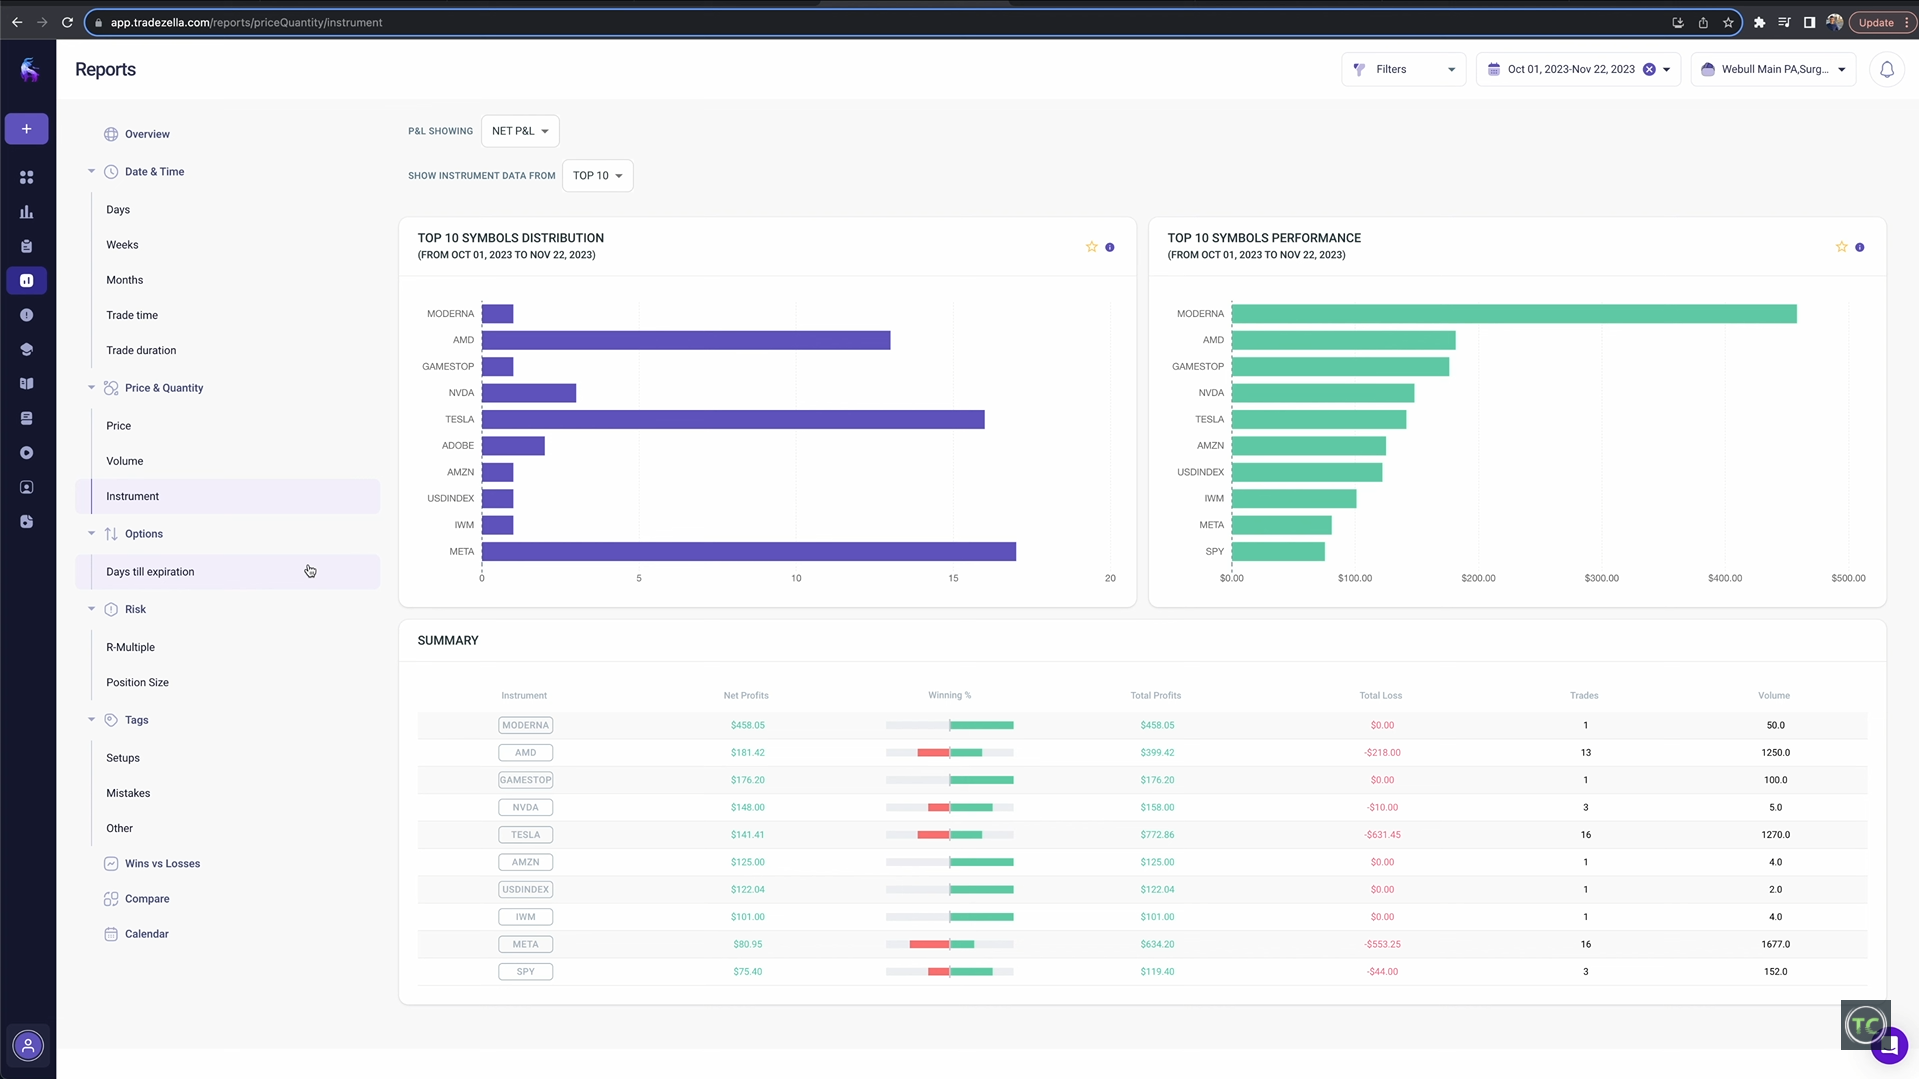 app.tradezella.com/reports/priceQuantity/instrument
Update
Reports
Filters
Oct 01, 2023-Nov 22, 2023
Webull Main PA,Surg...
Overview
Date & Time
Days
Weeks
Months
Trade time
Trade duration
Price & Quantity
Price
Volume
Instrument
Options
Days till expiration
Risk
R-Multiple
Position Size
Tags
Setups
Mistakes
Other
Wins vs Losses
Compare
Calendar
P&L SHOWING
NET P&L
SHOW INSTRUMENT DATA FROM
TOP 10
TOP 10 SYMBOLS DISTRIBUTION
(FROM OCT 01, 2023 TO NOV 22, 2023)
MODERNA
AMD
GAMESTOP
NVDA
TESLA
ADOBE
AMZN
USDINDEX
IWM
META
0 5 10 15 20
TOP 10 SYMBOLS PERFORMANCE
(FROM OCT 01, 2023 TO NOV 22, 2023)
MODERNA
AMD
GAMESTOP
NVDA
TESLA
AMZN
USDINDEX
IWM
META
SPY
$0.00 $100.00 $200.00 $300.00 $400.00 $500.00
SUMMARY
Instrument Net Profits Winning % Total Profits Total Loss Trades Volume
MODERNA $458.05 $458.05 $0.00 1 50.0
AMD $181.42 $399.42 -$218.00 13 1250.0
GAMESTOP $176.20 $176.20 $0.00 1 100.0
NVDA $148.00 $158.00 -$10.00 3 5.0
TESLA $141.41 $772.86 -$631.45 16 1270.0
AMZN $125.00 $125.00 $0.00 1 4.0
USDINDEX $122.04 $122.04 $0.00 1 2.0
IWM $101.00 $101.00 $0.00 1 4.0
META $80.95 $634.20 -$553.25 16 1677.0
SPY $75.40 $119.40 -$44.00 3 152.0
TC